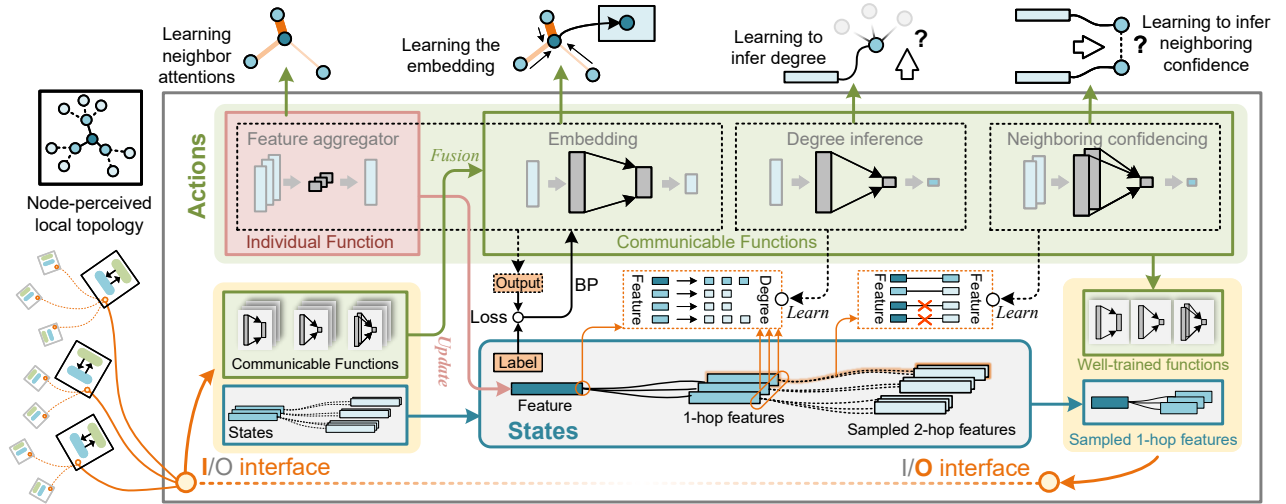 Learning
neighbor
attentions
Learning the
embedding
Learning to
infer degree
?
Learning to infer
neighboring
confidence
?
Node-perceived
local topology
Actions
Feature aggregator
Individual Function
Fusion
Embedding
Degree inference
Neighboring confidencing
Communicable Functions
Output
BP
Loss
Label
Update
Feature
Degree
Learn
Feature
Feature
Learn
Communicable Functions
States
Feature
1-hop features
Sampled 2-hop features
States
Well-trained functions
Sampled 1-hop features
I/O interface
I/O interface